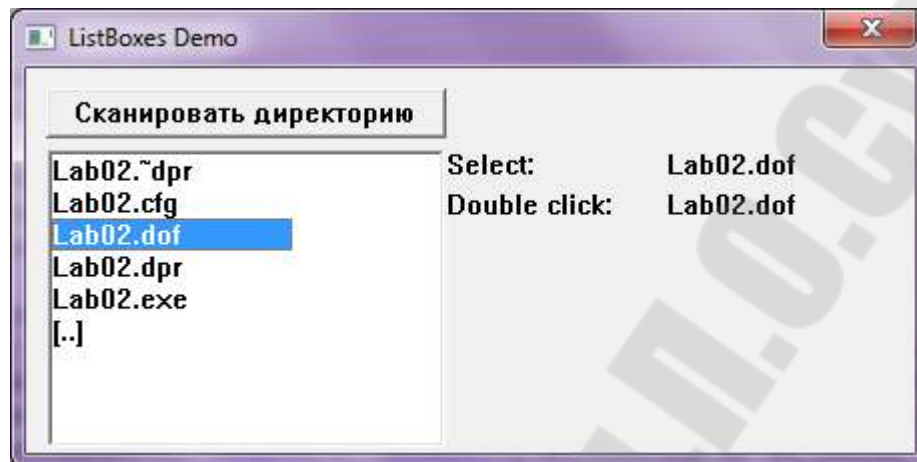 ListBoxes Demo
Сканировать директорию
Lab02.~dpr
Lab02.cfg
Lab02.dof
Lab02.dpr
Lab02.exe
[..]
Select: Lab02.dof
Double click: Lab02.dof